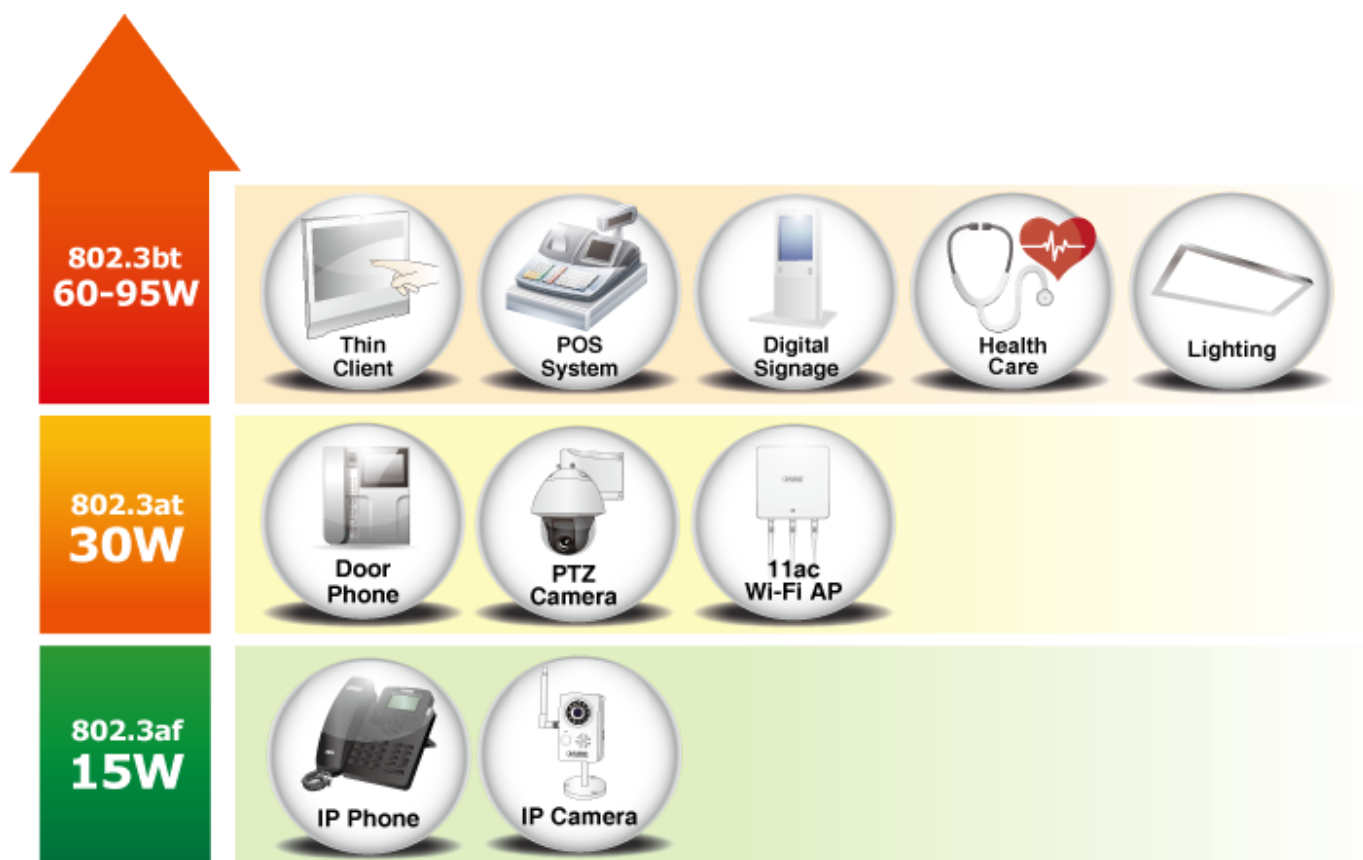 802.3bt
60-95W
Thin
Client
POS
System
Digital
Signage
Health
Care
Lighting
802.3at
30W
Door
Phone
PTZ
Camera
11ac
Wi-Fi AP
802.3af
15W
IP Phone
IP Camera